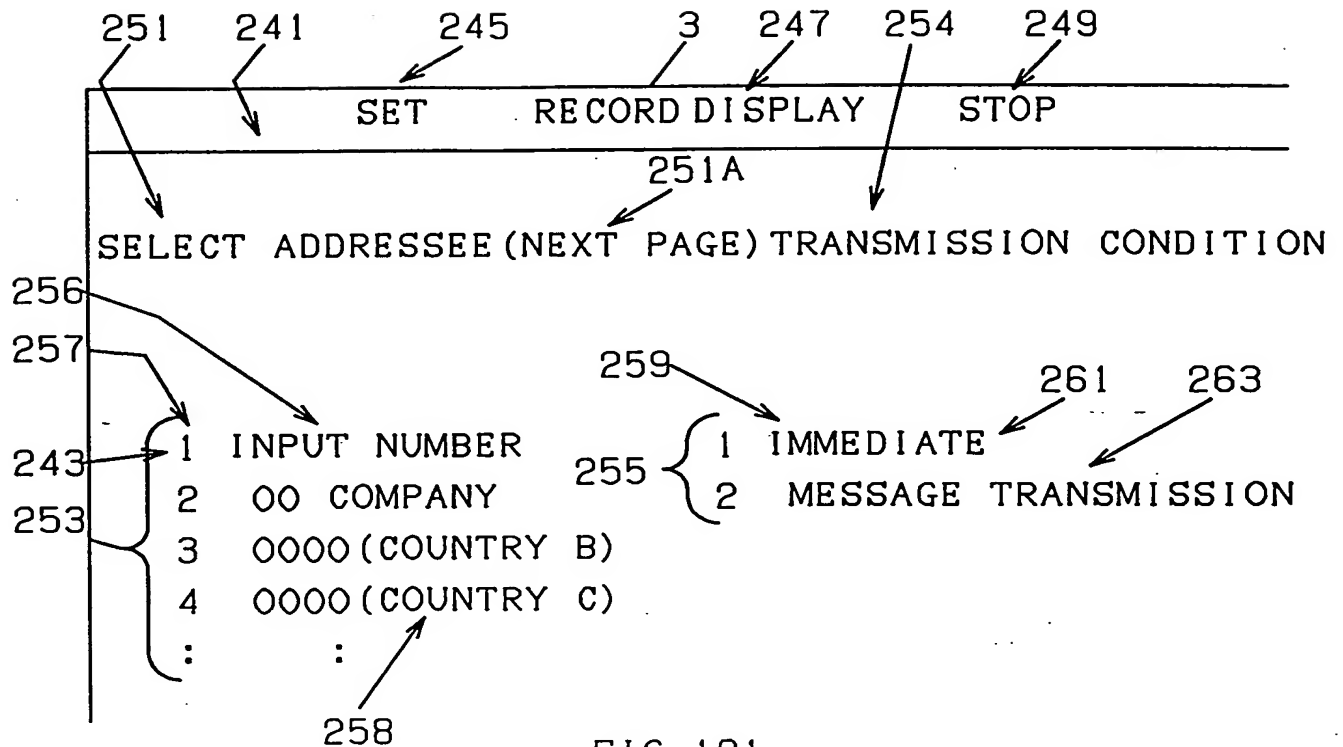 251 241 245 3 247 254 249
SET RECORD DISPLAY STOP
251A
SELECT ADDRESSEE (NEXT PAGE) TRANSMISSION CONDITION
256
257 259 261 263
1 INPUT NUMBER 1 IMMEDIATE
243 255
2 OO COMPANY 2 MESSAGE TRANSMISSION
253
3 OOOO (COUNTRY B)
4 OOOO (COUNTRY C)
: :
258